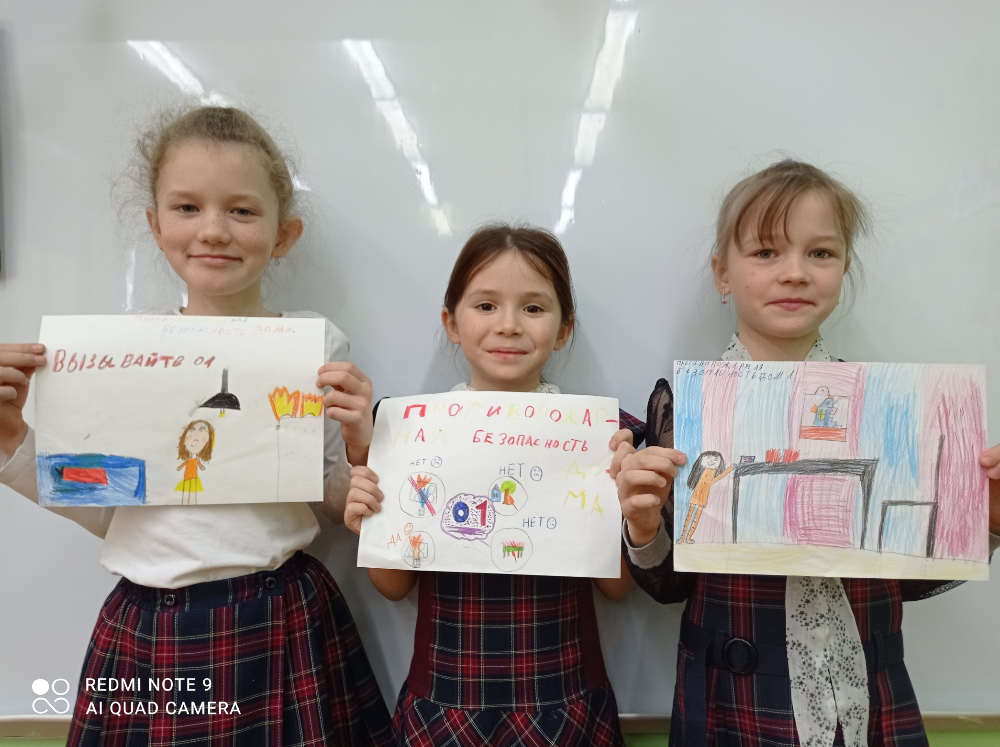 ПРОТИВОПОЖАРНАЯ
БЕЗОПАСНОСТЬ ДОМА.
ВЫЗЫВАЙТЕ 01
ПРОТИВОПОЖАР-
НАЯ БЕЗОПАСНОСТЬ
ДО-
МА
НЕТ
НЕТ
01
НЕТ
ДА
ПРОТИВОПОЖАРНАЯ
БЕЗОПАСНОСТЬ ДОМА.
REDMI NOTE 9
AI QUAD CAMERA